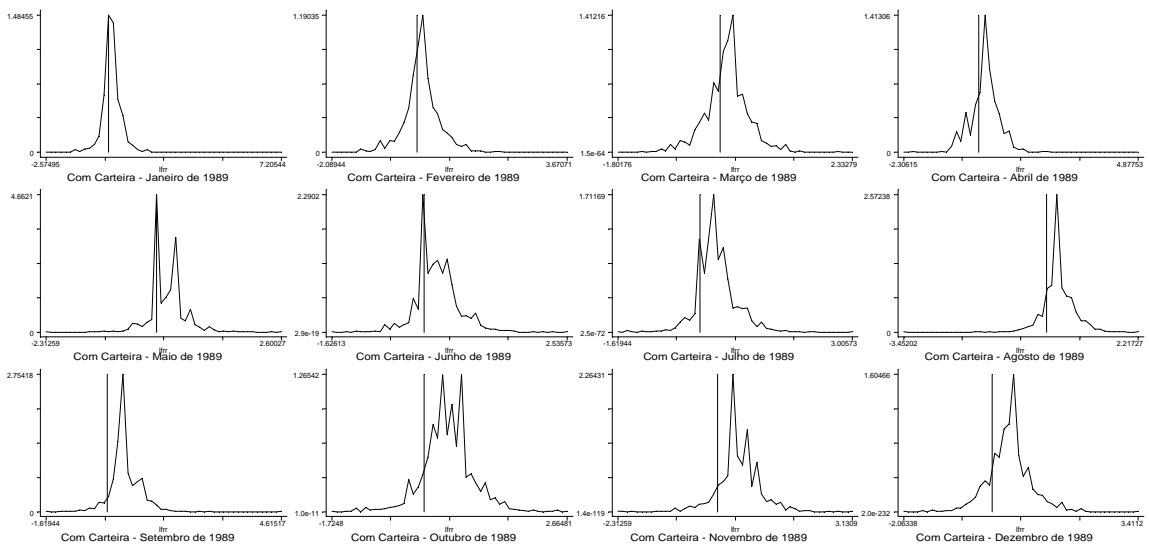 1.48455
0
-2.57495
lfrr
7.20544
Com Carteira - Janeiro de 1989
1.19035
0
-2.08944
lfrr
3.67071
Com Carteira - Fevereiro de 1989
1.41216
1.5e-64
-1.80176
lfrr
2.33279
Com Carteira - Março de 1989
1.41306
0
-2.30615
lfrr
4.87753
Com Carteira - Abril de 1989
4.6621
0
-2.31259
lfrr
2.60027
Com Carteira - Maio de 1989
2.2902
2.9e-19
-1.62613
lfrr
2.53573
Com Carteira - Junho de 1989
1.71169
2.5e-72
-1.61944
lfrr
3.00573
Com Carteira - Julho de 1989
2.57238
0
-3.45202
lfrr
2.21727
Com Carteira - Agosto de 1989
2.75418
0
-1.61944
lfrr
4.61517
Com Carteira - Setembro de 1989
1.26542
1.0e-11
-1.7248
lfrr
2.66481
Com Carteira - Outubro de 1989
2.26431
1.4e-119
-2.31259
lfrr
3.1309
Com Carteira - Novembro de 1989
1.60466
2.0e-232
-2.06338
lfrr
3.4112
Com Carteira - Dezembro de 1989